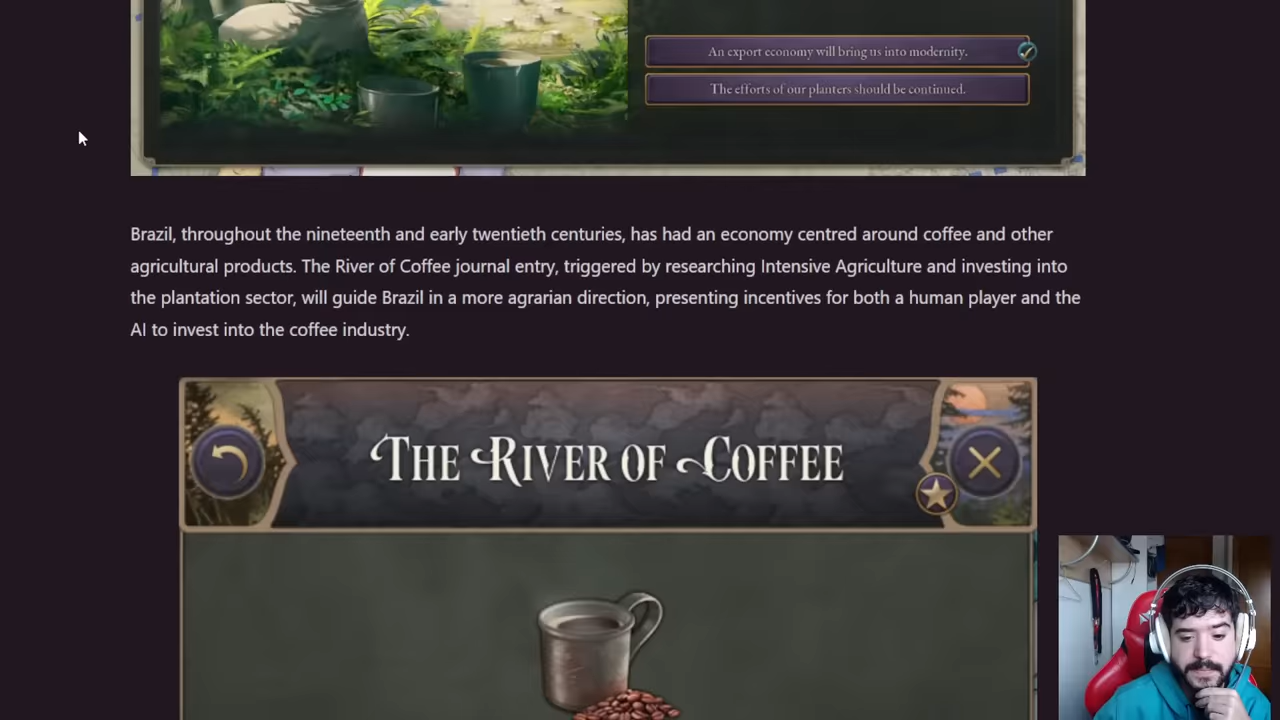 An export economy will bring us into modernity.
The efforts of our planters should be continued.
Brazil, throughout the nineteenth and early twentieth centuries, has had an economy centred around coffee and other
agricultural products. The River of Coffee journal entry, triggered by researching Intensive Agriculture and investing into
the plantation sector, will guide Brazil in a more agrarian direction, presenting incentives for both a human player and the
AI to invest into the coffee industry.
The River of Coffee